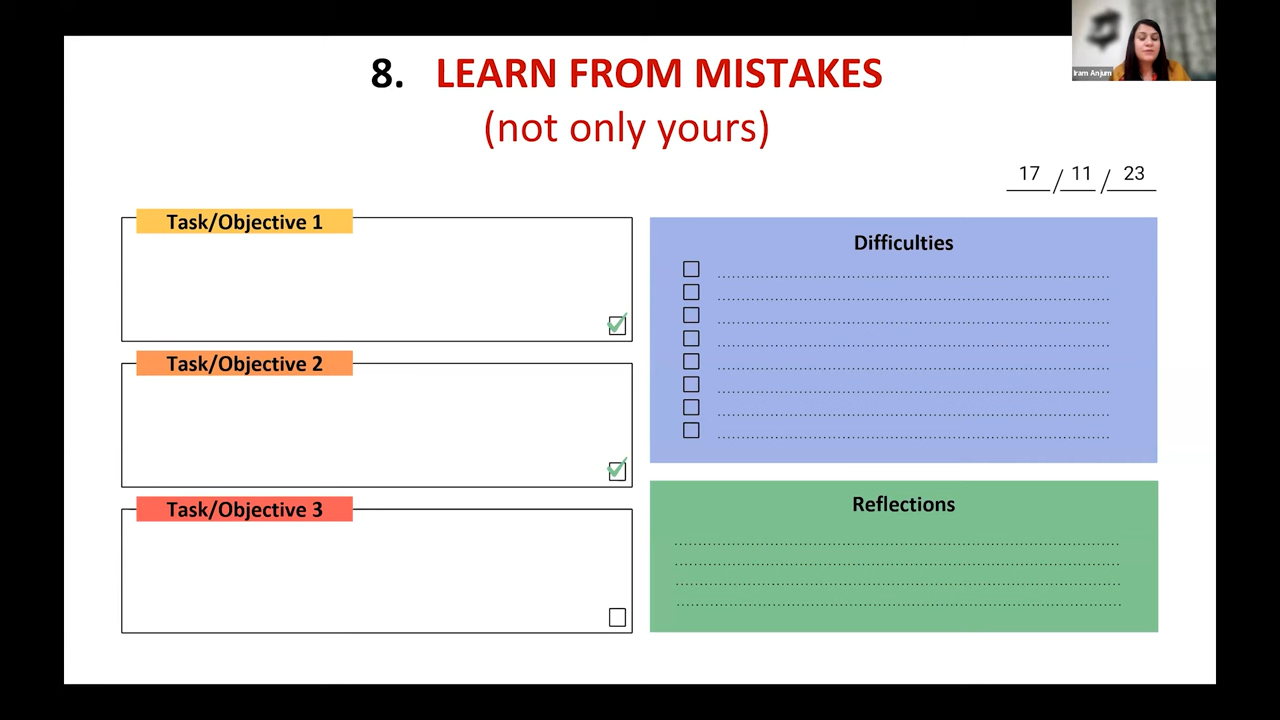 Iram Anjum
8. LEARN FROM MISTAKES
(not only yours)
17 / 11 / 23
Task/Objective 1
Task/Objective 2
Task/Objective 3
Difficulties
Reflections